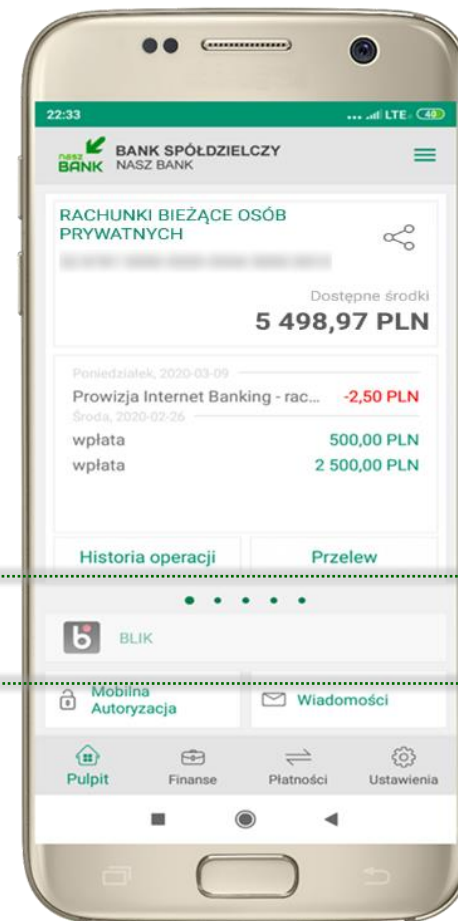 22:33 ... LTE 40
nasz BANK BANK SPÓŁDZIELCZY
NASZ BANK
RACHUNKI BIEŻĄCE OSÓB
PRYWATNYCH
Dostępne środki
5 498,97 PLN
Poniedziałek, 2020-03-09
Prowizja Internet Banking - rac... -2,50 PLN
Środa, 2020-02-26
wpłata 500,00 PLN
wpłata 2 500,00 PLN
Historia operacji Przelew
b BLIK
Mobilna
Autoryzacja Wiadomości
Pulpit Finanse Płatności Ustawienia